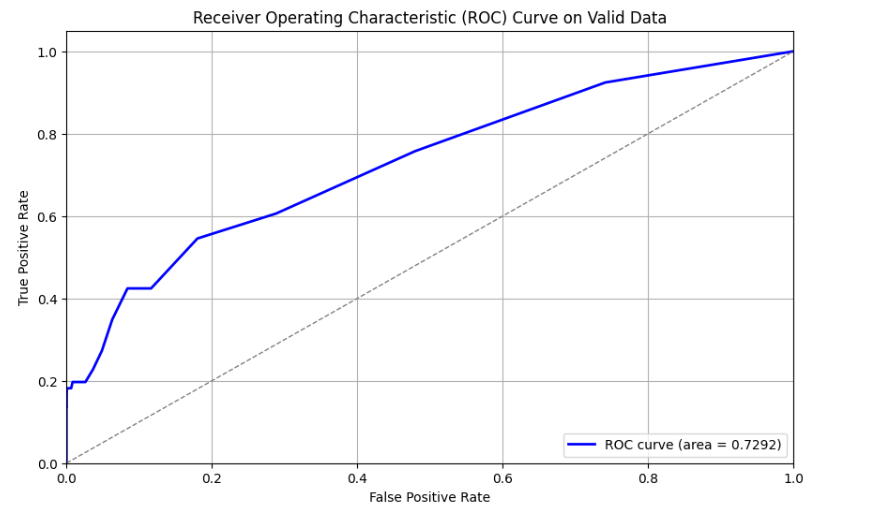 Receiver Operating Characteristic (ROC) Curve on Valid Data
True Positive Rate
1.0
0.8
0.6
0.4
0.2
0.0
ROC curve (area = 0.7292)
0.0 0.2 0.4 0.6 0.8 1.0
False Positive Rate